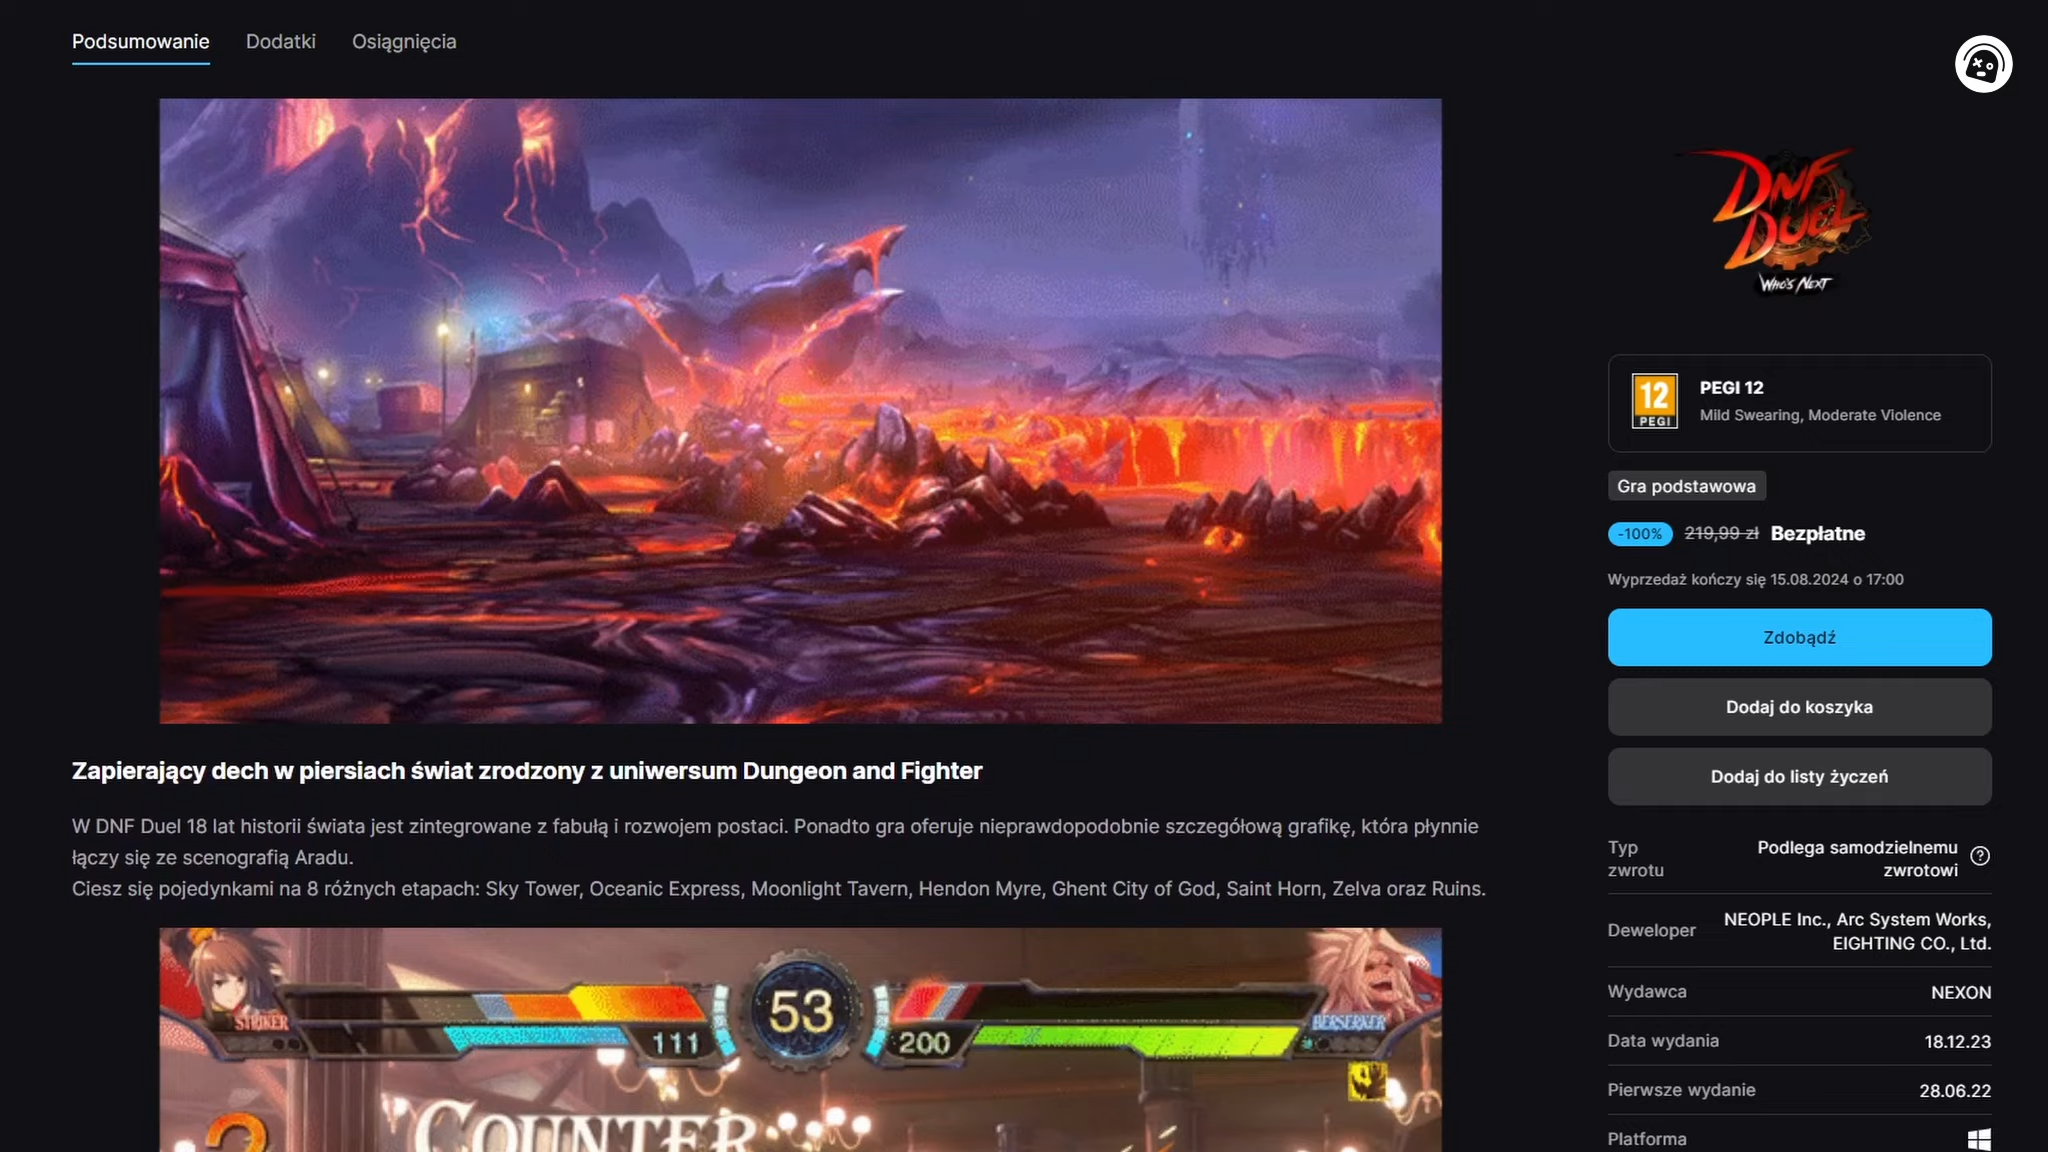 Podsumowanie
Dodatki
Osiągnięcia
DNF
DUEL
WHO'S NEXT
12
PEGI
PEGI 12
Mild Swearing, Moderate Violence
Gra podstawowa
-100% 219,99 zł Bezpłatne
Wyprzedaż kończy się 15.08.2024 o 17:00
Zdobądź
Dodaj do koszyka
Dodaj do listy życzeń
Typ zwrotu
Podlega samodzielnemu zwrotowi
Deweloper
NEOPLE Inc., Arc System Works,
EIGHTING CO., Ltd.
Wydawca
NEXON
Data wydania
18.12.23
Pierwsze wydanie
28.06.22
Platforma
Zapierający dech w piersiach świat zrodzony z uniwersum Dungeon and Fighter
W DNF Duel 18 lat historii świata jest zintegrowane z fabułą i rozwojem postaci. Ponadto gra oferuje nieprawdopodobnie szczegółową grafikę, która płynnie
łączy się ze scenografią Aradu.
Ciesz się pojedynkami na 8 różnych etapach: Sky Tower, Oceanic Express, Moonlight Tavern, Hendon Myre, Ghent City of God, Saint Horn, Zelva oraz Ruins.
STRIKER
53
BERSERKER
111
200
2
COUNTER